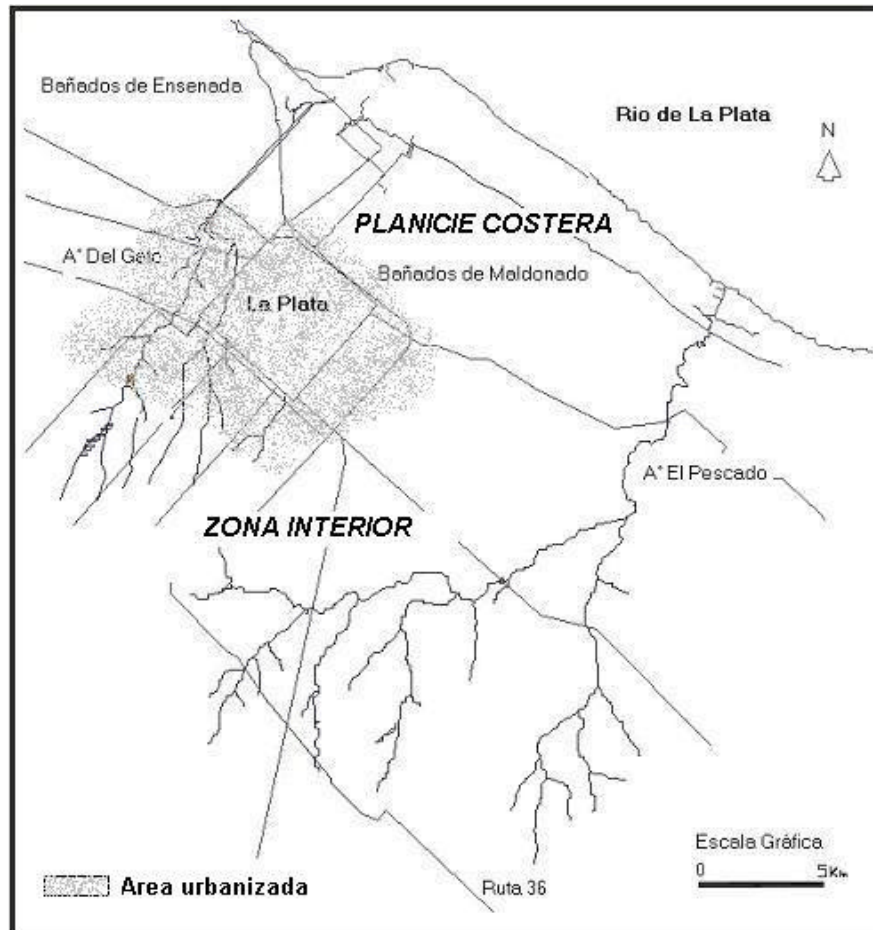 Bañados de Ensenada
Rio de La Plata
N
PLANICIE COSTERA
A° Del Gato
Bañados de Maldonado
La Plata
A° El Pescado
ZONA INTERIOR
Escala Gráfica
0 5Km
Area urbanizada
Ruta 36